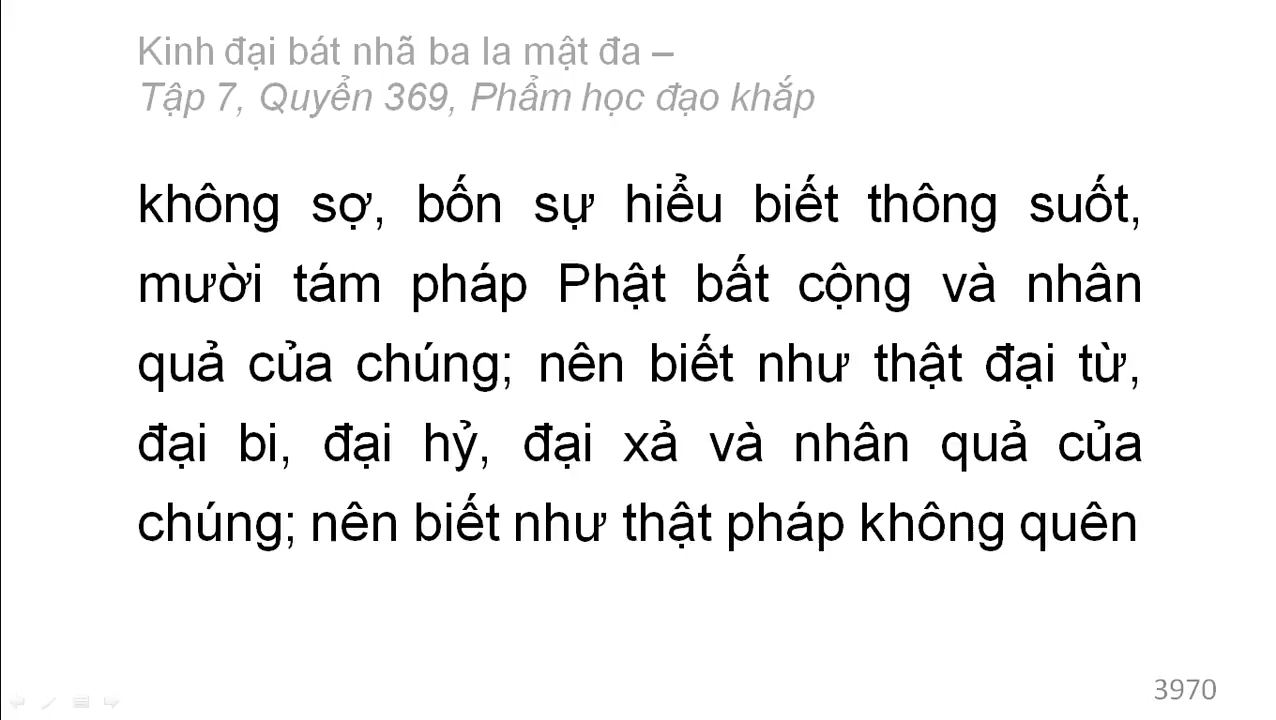 Kinh đại bát nhã ba la mật đa –
Tập 7, Quyển 369, Phẩm học đạo khắp
không sợ, bốn sự hiểu biết thông suốt,
mười tám pháp Phật bất cộng và nhân
quả của chúng; nên biết như thật đại từ,
đại bi, đại hỷ, đại xả và nhân quả của
chúng; nên biết như thật pháp không quên
3970